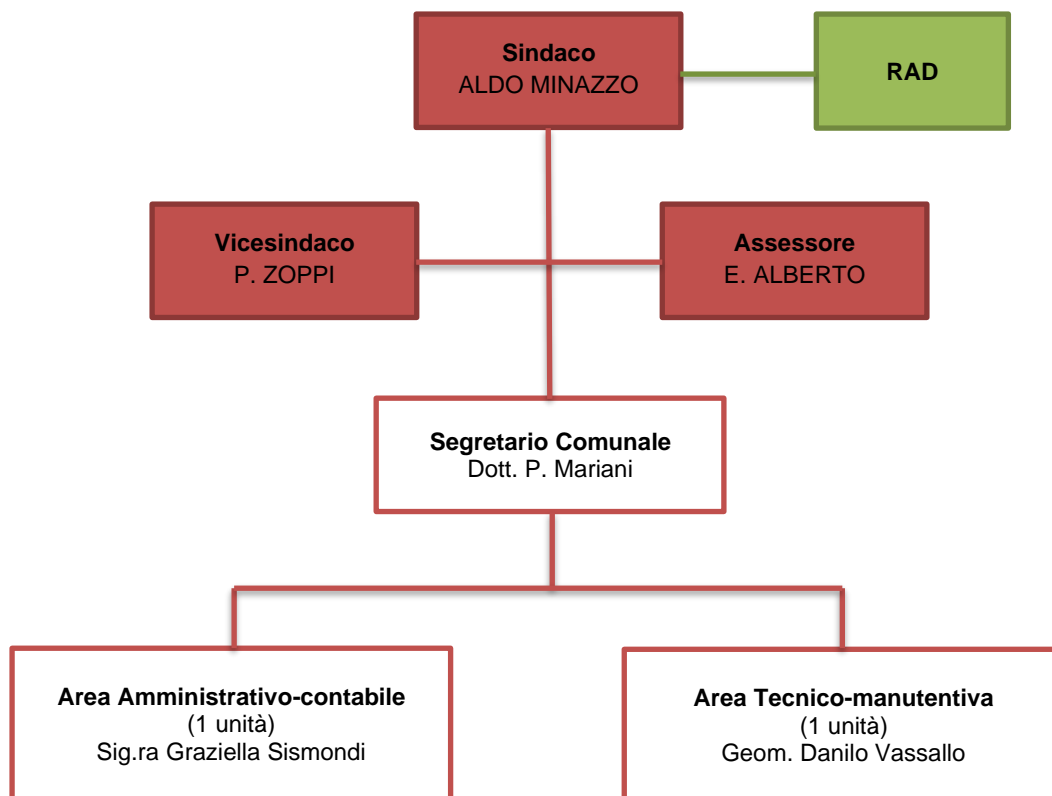 Sindaco
ALDO MINAZZO
RAD
Vicesindaco
P. ZOPPI
Assessore
E. ALBERTO
Segretario Comunale
Dott. P. Mariani
Area Amministrativo-contabile
(1 unità)
Sig.ra Graziella Sismondi
Area Tecnico-manutentiva
(1 unità)
Geom. Danilo Vassallo